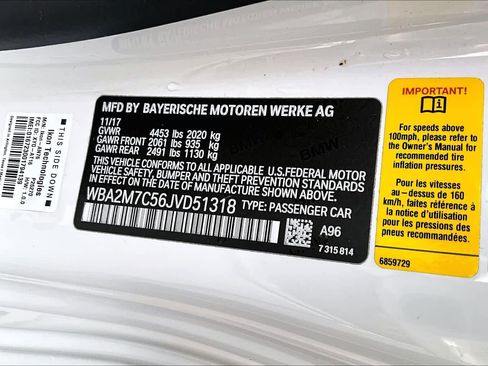 MFD BY BAYERISCHE MOTOREN WERKE AG
11/17
GVWR 4453 lbs 2020 kg
GAWR FRONT 2061 lbs 935 kg
GAWR REAR 2491 lbs 1130 kg
THIS VEHICLE CONFORMS TO ALL APPLICABLE U.S.FEDERAL MOTOR
VEHICLE SAFETY, BUMPER, AND THEFT PREVENTION STANDARDS
IN EFFECT ON THE DATE OF MANUFACTURE SHOWN ABOVE.
WBA2M7C56JVD51318 TYPE: PASSENGER CAR
A96
7 315 814
IMPORTANT!
For speeds above
100mph, please refer to
the Owner's Manual for
recommended tire
inflation pressures.
Pour les vitesses
au - dessus de 160
km/h, faites référence à
la notice d'utilisation
pour les pressions des
pneus recommandées.
6859729
THIS SIDE DOWN
Ikon Technologies